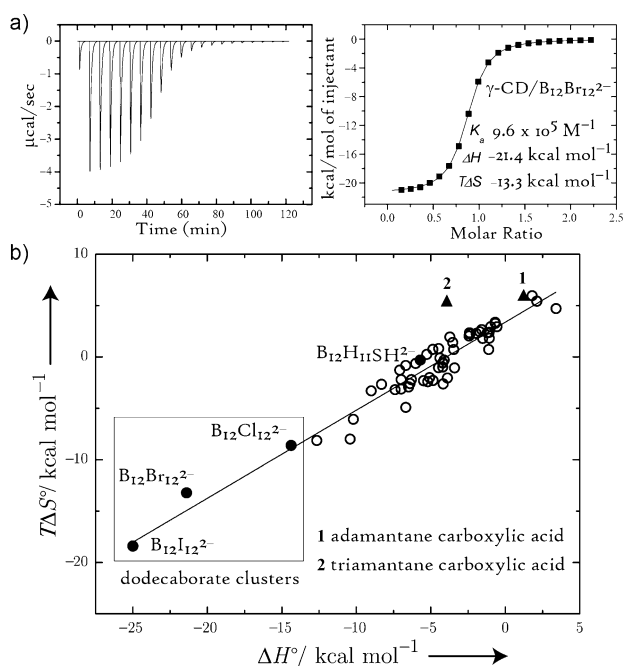 a)
0
-1
-2
-3
-4
-5
μcal/sec
0 20 40 60 80 100 120
Time (min)
0
-4
-8
-12
-16
-20
kcal/mol of injectant
γ-CD/B₁₂Br₁₂²⁻
Kₐ 9.6 x 10⁵ M⁻¹
ΔH -21.4 kcal mol⁻¹
TΔS -13.3 kcal mol⁻¹
0.0 0.5 1.0 1.5 2.0 2.5
Molar Ratio
b)
10
0
-10
-20
TΔS°/ kcal mol⁻¹
2
1
B₁₂H₁₁SH²⁻
B₁₂Cl₁₂²⁻
B₁₂Br₁₂²⁻
B₁₂I₁₂²⁻
dodecaborate clusters
1 adamantane carboxylic acid
2 triamantane carboxylic acid
-25 -20 -15 -10 -5 0
ΔH°/ kcal mol⁻¹